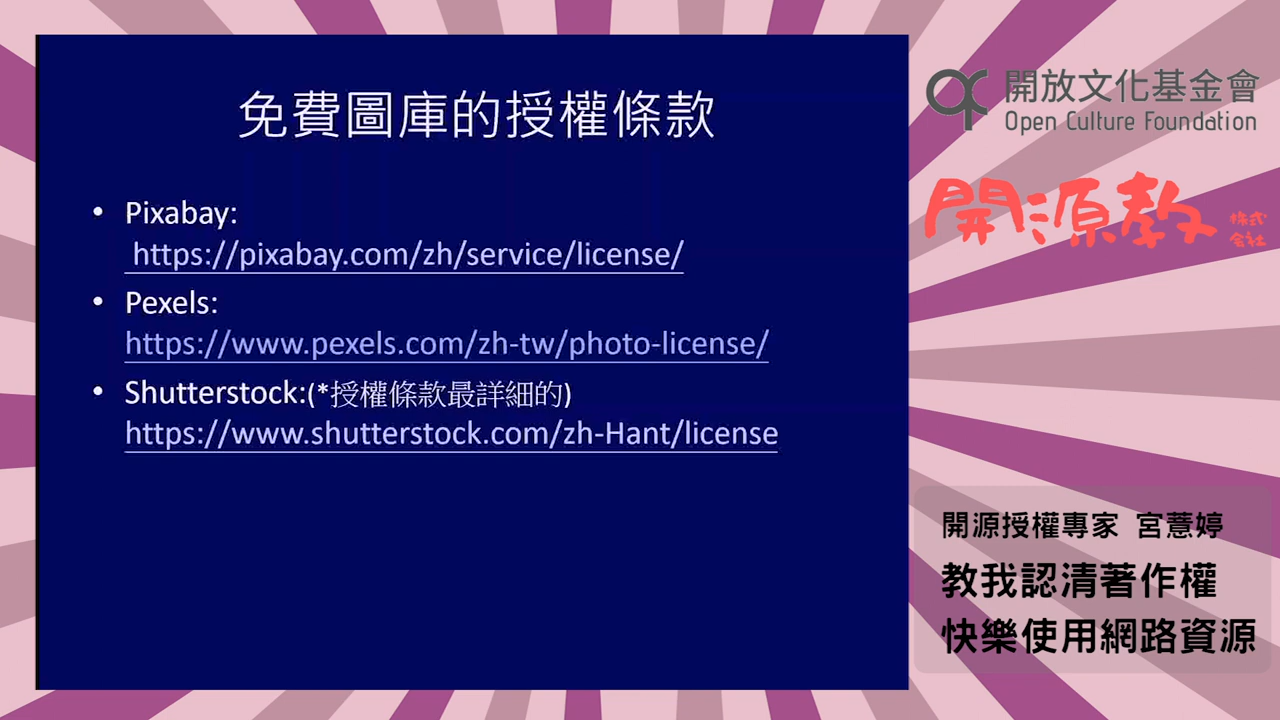 免費圖庫的授權條款
• Pixabay:
https://pixabay.com/zh/service/license/
• Pexels:
https://www.pexels.com/zh-tw/photo-license/
• Shutterstock:(*授權條款最詳細的)
https://www.shutterstock.com/zh-Hant/license
開放文化基金會
Open Culture Foundation
開源教 株式会社
開源授權專家 宮薏婷
教我認清著作權
快樂使用網路資源